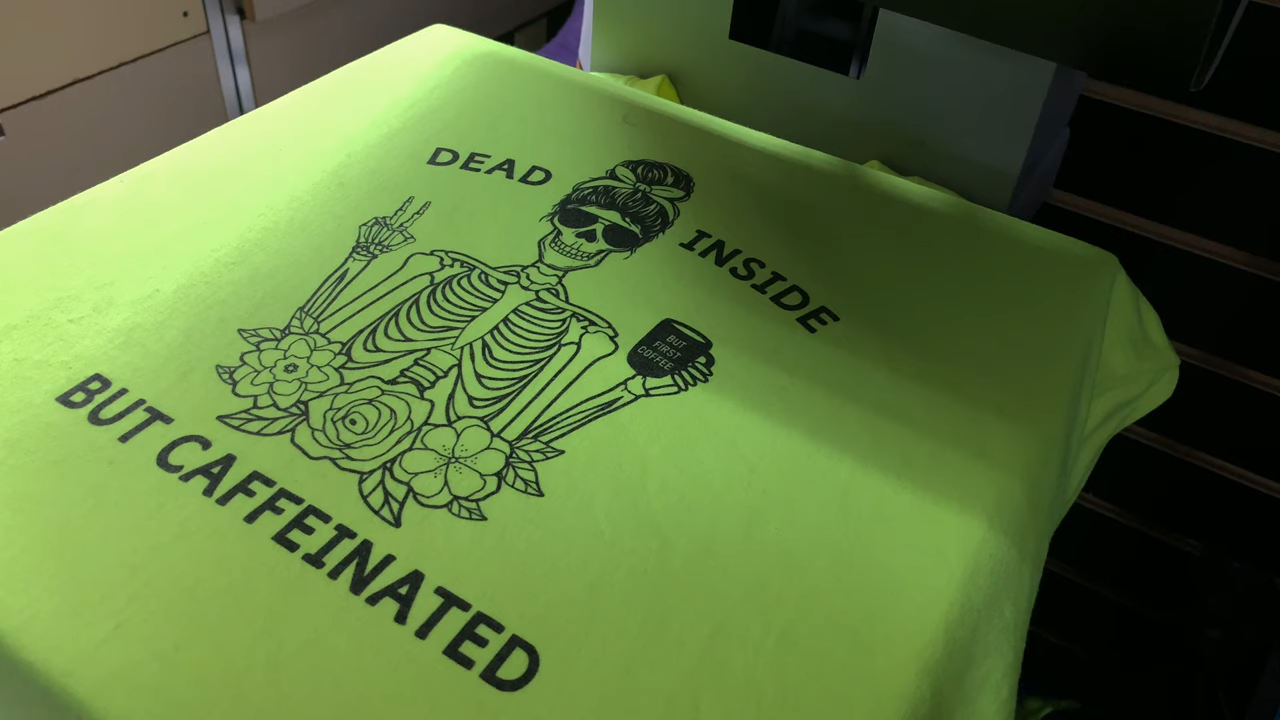 DEAD INSIDE
BUT
FIRST
COFFEE
BUT CAFFEINATED